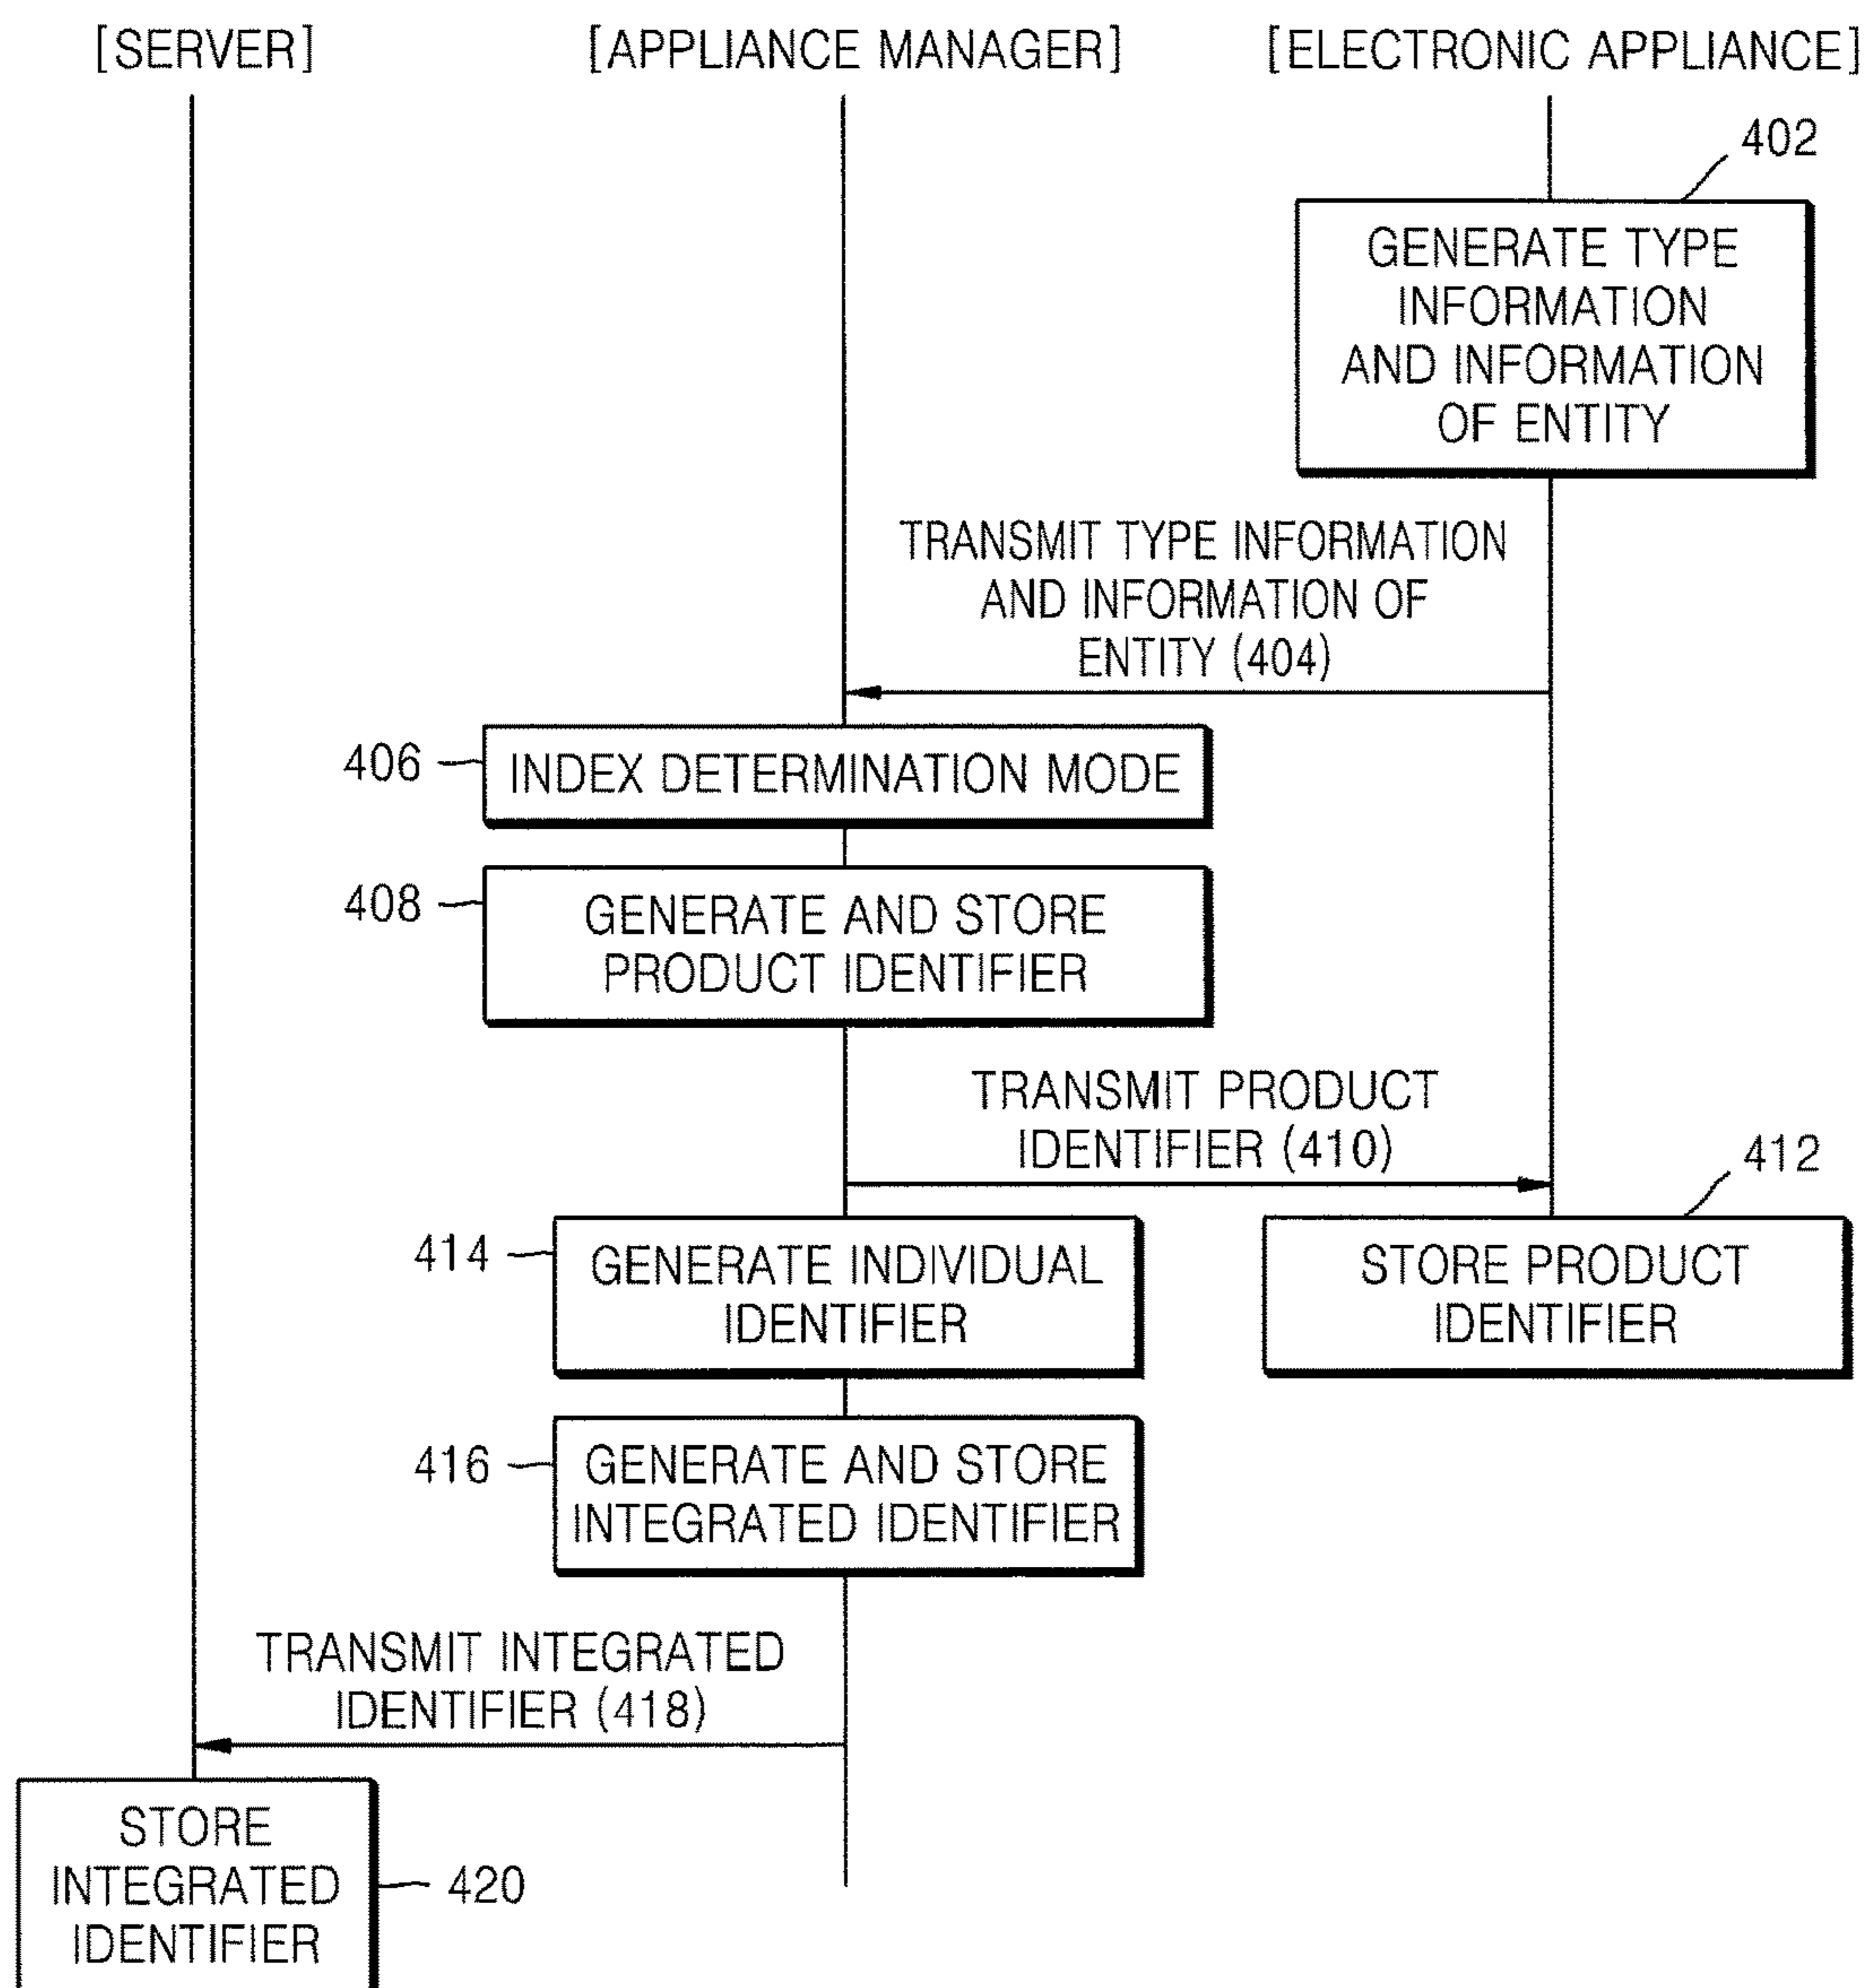 [SERVER]
[APPLIANCE MANAGER]
[ELECTRONIC APPLIANCE]
402
GENERATE TYPE
INFORMATION
AND INFORMATION
OF ENTITY
TRANSMIT TYPE INFORMATION
AND INFORMATION OF
ENTITY (404)
406
INDEX DETERMINATION MODE
408
GENERATE AND STORE
PRODUCT IDENTIFIER
TRANSMIT PRODUCT
IDENTIFIER (410)
412
414
GENERATE INDIVIDUAL
IDENTIFIER
STORE PRODUCT
IDENTIFIER
416
GENERATE AND STORE
INTEGRATED IDENTIFIER
TRANSMIT INTEGRATED
IDENTIFIER (418)
STORE
INTEGRATED
IDENTIFIER
420